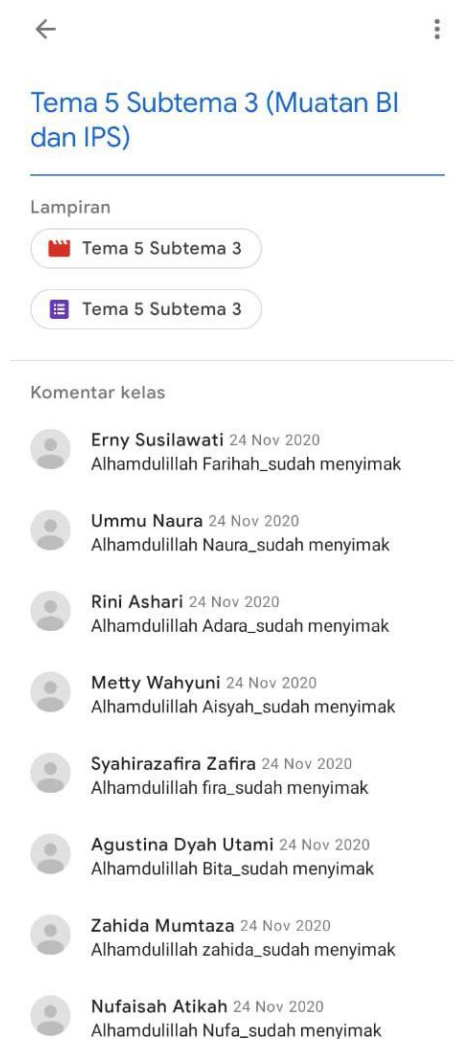 Tema 5 Subtema 3 (Muatan BI
dan IPS)
Lampiran
Tema 5 Subtema 3
Tema 5 Subtema 3
Komentar kelas
Erny Susilawati 24 Nov 2020
Alhamdulillah Farihah_sudah menyimak
Ummu Naura 24 Nov 2020
Alhamdulillah Naura_sudah menyimak
Rini Ashari 24 Nov 2020
Alhamdulillah Adara_sudah menyimak
Metty Wahyuni 24 Nov 2020
Alhamdulillah Aisyah_sudah menyimak
Syahirazafira Zafira 24 Nov 2020
Alhamdulillah fira_sudah menyimak
Agustina Dyah Utami 24 Nov 2020
Alhamdulillah Bita_sudah menyimak
Zahida Mumtaza 24 Nov 2020
Alhamdulillah zahida_sudah menyimak
Nufaisah Atikah 24 Nov 2020
Alhamdulillah Nufa_sudah menyimak